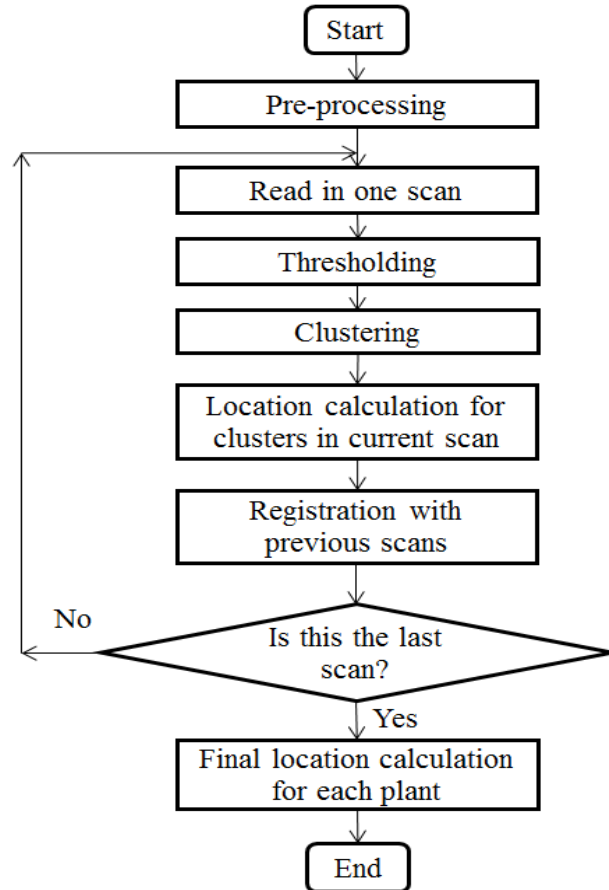 Start
Pre-processing
Read in one scan
Thresholding
Clustering
Location calculation for
clusters in current scan
Registration with
previous scans
No
Is this the last
scan?
Yes
Final location calculation
for each plant
End